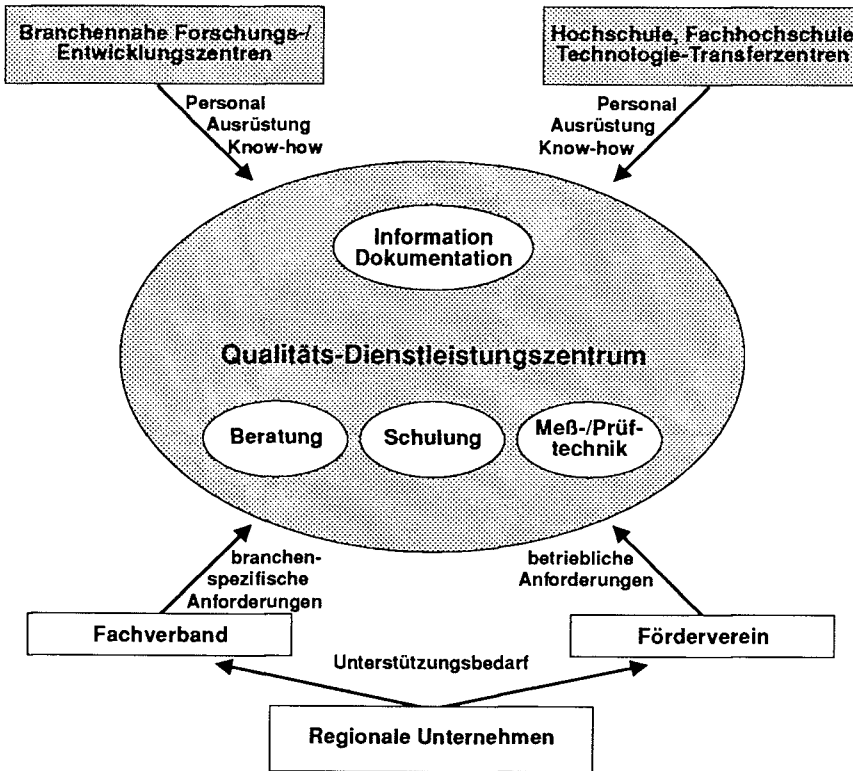 Branchennahe Forschungs-/
Entwicklungszentren
Hochschule, Fachhochschule
Technologie-Transferzentren
Personal
Ausrüstung
Know-how
Personal
Ausrüstung
Know-how
Information
Dokumentation
Qualitäts-Dienstleistungszentrum
Beratung
Schulung
Meß-/Prüf-
technik
branchen-
spezifische
Anforderungen
betriebliche
Anforderungen
Fachverband
Förderverein
Unterstützungsbedarf
Regionale Unternehmen